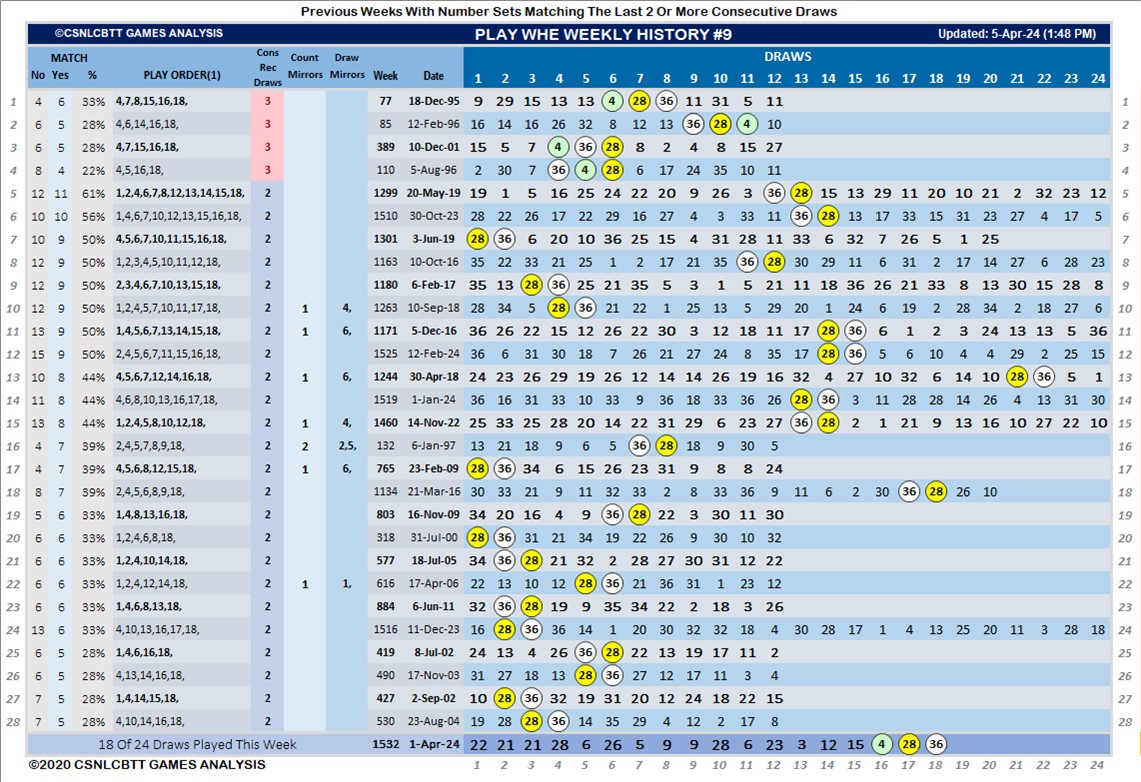 Previous Weeks With Number Sets Matching The Last 2 Or More Consecutive Draws
©CSNLCBTT GAMES ANALYSIS PLAY WHE WEEKLY HISTORY #9 Updated: 5-Apr-24 (1:48 PM)
MATCH Cons Count Draw DRAWS
No Yes % PLAY ORDER(1) Rec Draws Mirrors Mirrors Week Date 1 2 3 4 5 6 7 8 9 10 11 12 13 14 15 16 17 18 19 20 21 22 23 24
1 4 6 33% 4,7,8,15,16,18, 3 77 18-Dec-95 9 29 15 13 13 4 28 36 11 31 5 11 1
2 6 5 28% 4,6,14,16,18, 3 85 12-Feb-96 16 14 16 26 32 8 12 13 36 28 4 10 2
3 6 5 28% 4,7,15,16,18, 3 389 10-Dec-01 15 5 7 4 36 28 8 2 4 8 15 27 3
4 8 4 22% 4,5,16,18, 3 110 5-Aug-96 2 30 7 36 4 28 6 17 24 35 10 11 4
5 12 11 61% 1,2,4,6,7,8,12,13,14,15,18, 2 1299 20-May-19 19 1 5 16 25 24 22 20 9 26 3 36 28 15 13 29 11 20 10 21 2 32 23 12 5
6 10 10 56% 1,4,6,7,10,12,13,15,16,18, 2 1510 30-Oct-23 28 22 26 17 22 29 16 27 4 3 33 11 36 28 13 17 33 15 31 23 27 4 17 5 6
7 10 9 50% 4,5,6,7,10,11,15,16,18, 2 1301 3-Jun-19 28 36 6 20 10 36 25 15 4 31 28 11 33 6 32 7 26 5 1 25 7
8 12 9 50% 1,2,3,4,5,10,11,12,18, 2 1163 10-Oct-16 35 22 33 21 25 1 2 17 21 35 36 28 30 29 11 6 31 2 17 14 27 6 28 23 8
9 12 9 50% 2,3,4,6,7,10,13,15,18, 2 1180 6-Feb-17 35 13 28 36 25 21 35 5 3 1 5 21 11 18 36 26 21 33 8 13 30 15 28 8 9
10 12 9 50% 1,2,4,5,7,10,11,17,18, 2 1 4, 1263 10-Sep-18 28 34 5 28 36 21 22 1 25 13 5 29 20 1 24 6 19 2 28 34 2 18 27 6 10
11 13 9 50% 1,4,5,6,7,13,14,15,18, 2 1 6, 1171 5-Dec-16 36 26 22 15 12 26 22 30 3 12 18 11 17 28 36 6 1 2 3 24 13 13 5 36 11
12 15 9 50% 2,4,5,6,7,11,15,16,18, 2 1525 12-Feb-24 36 6 31 30 18 7 26 21 27 24 8 35 17 28 36 5 6 10 4 4 29 2 25 15 12
13 10 8 44% 4,5,6,7,12,14,16,18, 2 1 6, 1244 30-Apr-18 24 23 26 29 19 26 12 14 14 26 19 16 32 4 27 10 32 6 14 10 28 36 5 1 13
14 11 8 44% 4,6,8,10,13,16,17,18, 2 1519 1-Jan-24 36 16 31 33 10 33 9 36 18 33 36 26 28 36 3 11 28 28 14 26 4 13 31 30 14
15 13 8 44% 1,2,4,5,8,10,12,18, 2 1 4, 1460 14-Nov-22 25 33 25 28 20 14 22 31 29 6 23 27 36 28 2 1 21 9 13 16 10 27 22 10 15
16 4 7 39% 2,4,5,7,8,9,18, 2 2 2,5, 132 6-Jan-97 13 21 18 9 6 5 36 28 18 9 30 5 16
17 4 7 39% 4,5,6,8,12,15,18, 2 1 6, 765 23-Feb-09 28 36 34 6 15 26 23 31 9 8 8 24 17
18 8 7 39% 2,4,5,6,8,9,18, 2 1134 21-Mar-16 30 33 21 9 11 32 33 2 8 33 36 9 11 6 2 30 36 28 26 10 18
19 5 6 33% 1,4,8,13,16,18, 2 803 16-Nov-09 34 20 16 4 9 36 28 22 3 30 11 30 19
20 6 6 33% 1,2,4,6,8,18, 2 318 31-Jul-00 28 36 31 21 34 19 22 26 9 30 10 32 20
21 6 6 33% 1,2,4,10,14,18, 2 577 18-Jul-05 34 36 28 21 32 2 28 27 30 31 12 22 21
22 6 6 33% 1,2,4,12,14,18, 2 1 1, 616 17-Apr-06 22 13 10 12 28 36 21 36 31 1 23 12 22
23 6 6 33% 1,4,6,8,13,18, 2 884 6-Jun-11 32 36 28 19 9 35 34 22 2 18 3 26 23
24 13 6 33% 4,10,13,16,17,18, 2 1516 11-Dec-23 16 28 36 36 14 1 20 30 32 32 18 4 30 28 17 1 4 13 25 20 11 3 28 18 24
25 6 5 28% 1,4,6,16,18, 2 419 8-Jul-02 24 13 4 26 36 28 22 13 19 17 11 2 25
26 6 5 28% 4,13,14,16,18, 2 490 17-Nov-03 31 27 18 13 28 36 27 12 17 11 3 4 26
27 7 5 28% 1,4,14,15,18, 2 427 2-Sep-02 10 28 36 32 19 31 20 12 24 18 22 15 27
28 7 5 28% 4,10,14,16,18, 2 530 23-Aug-04 19 28 28 36 14 35 29 4 12 2 17 8 28
18 Of 24 Draws Played This Week 1532 1-Apr-24 22 21 21 28 6 26 5 9 9 28 6 23 3 12 15 4 28 36
©2020 CSNLCBTT GAMES ANALYSIS 1 2 3 4 5 6 7 8 9 10 11 12 13 14 15 16 17 18 19 20 21 22 23 24